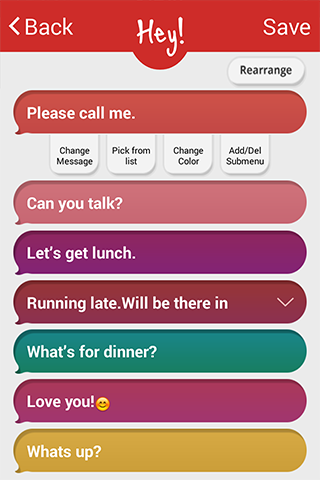 Back
Hey!
Save
Rearrange
Please call me.
Change
Message
Pick from
list
Change
Color
Add/Del
Submenu
Can you talk?
Let's get lunch.
Running late.Will be there in
What's for dinner?
Love you!😊
Whats up?